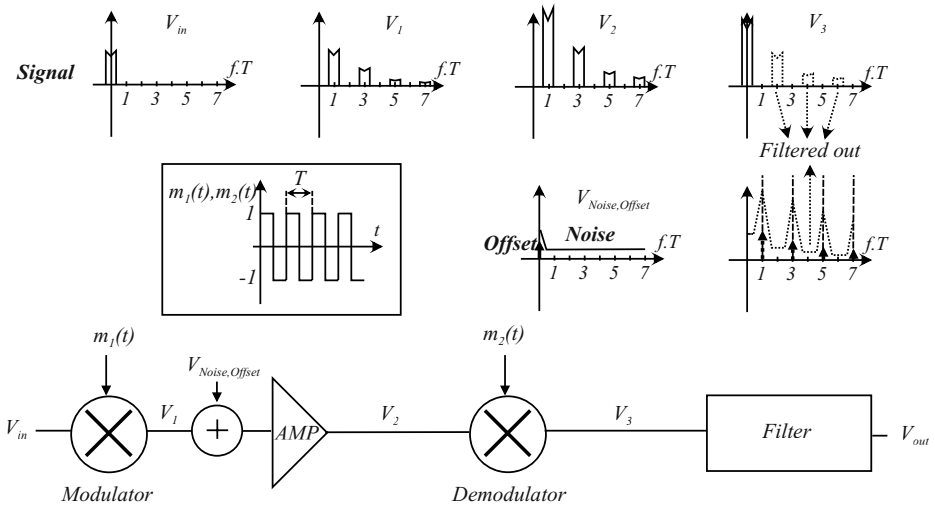 V_in
V_1
V_2
V_3
Signal
f.T
1 3 5 7
f.T
1 3 5 7
f.T
1 3 5 7
f.T
1 3 5 7
Filtered out
m_1(t),m_2(t)
T
1
t
-1
V_Noise,Offset
Offset
Noise
f.T
1 3 5 7
f.T
1 3 5 7
m_1(t)
m_2(t)
V_Noise,Offset
V_in
V_1
+
AMP
V_2
V_3
Filter
V_out
Modulator
Demodulator